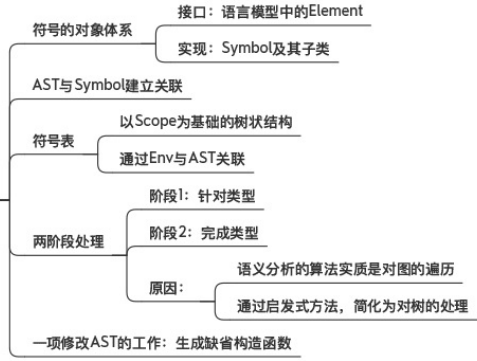 符号的对象体系
接口：语言模型中的Element
实现：Symbol及其子类
AST与Symbol建立关联
符号表
以Scope为基础的树状结构
通过Env与AST关联
两阶段处理
阶段1：针对类型
阶段2：完成类型
原因：
语义分析的算法实质是对图的遍历
通过启发式方法，简化为对树的处理
一项修改AST的工作：生成缺省构造函数